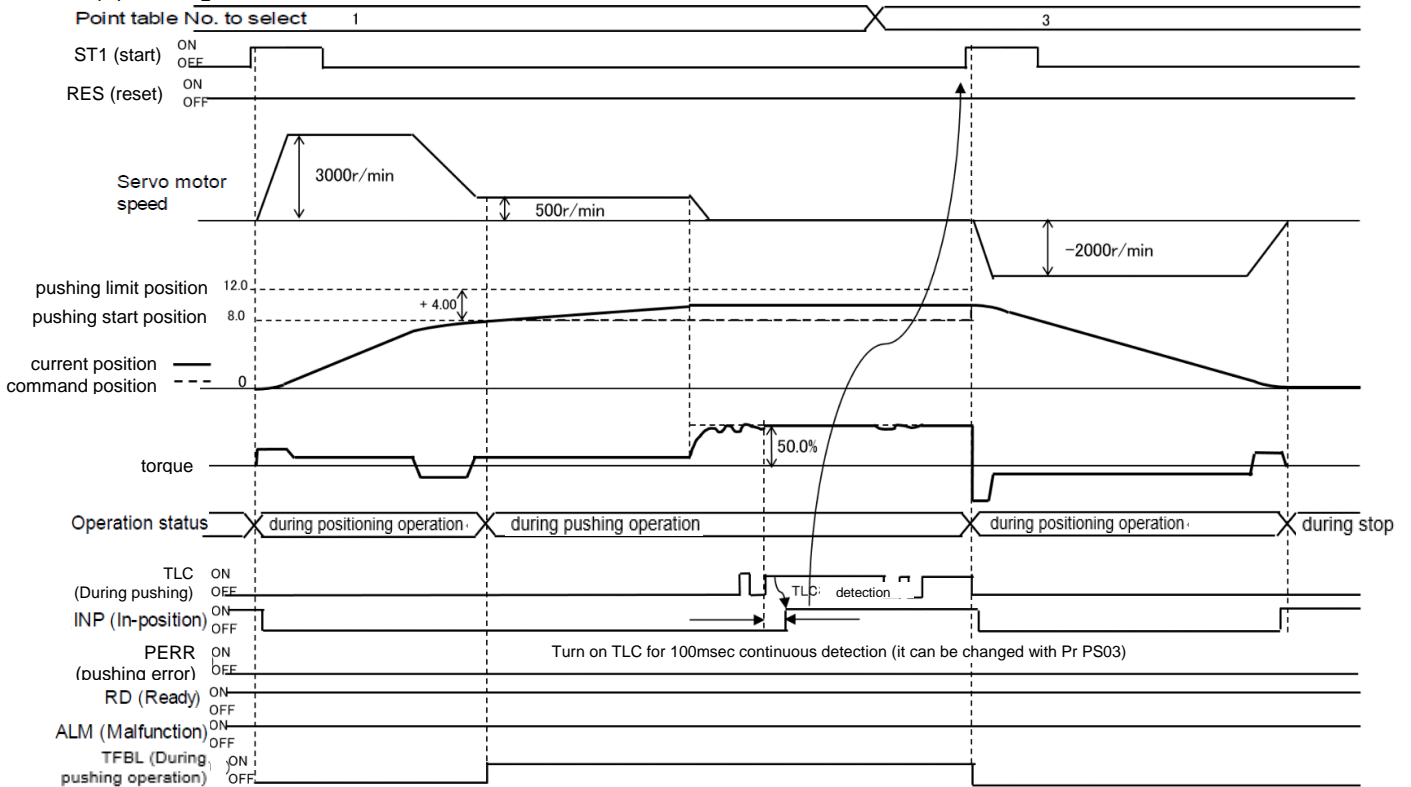 Point table No. to select 1 3
ST1 (start) ON
OFF
RES (reset) ON
OFF
Servo motor
speed
3000r/min
500r/min
−2000r/min
pushing limit position 12.0
+ 4.00
pushing start position 8.0
current position
command position 0
torque
50.0%
Operation status during positioning operation during pushing operation during positioning operation during stop
TLC ON
(During pushing) OFF
TLC: detection
INP (In-position) ON
OFF
PERR ON
(pushing error) OFF
Turn on TLC for 100msec continuous detection (it can be changed with Pr PS03)
RD (Ready) ON
OFF
ALM (Malfunction) ON
OFF
TFBL (During ) ON
pushing operation) OFF